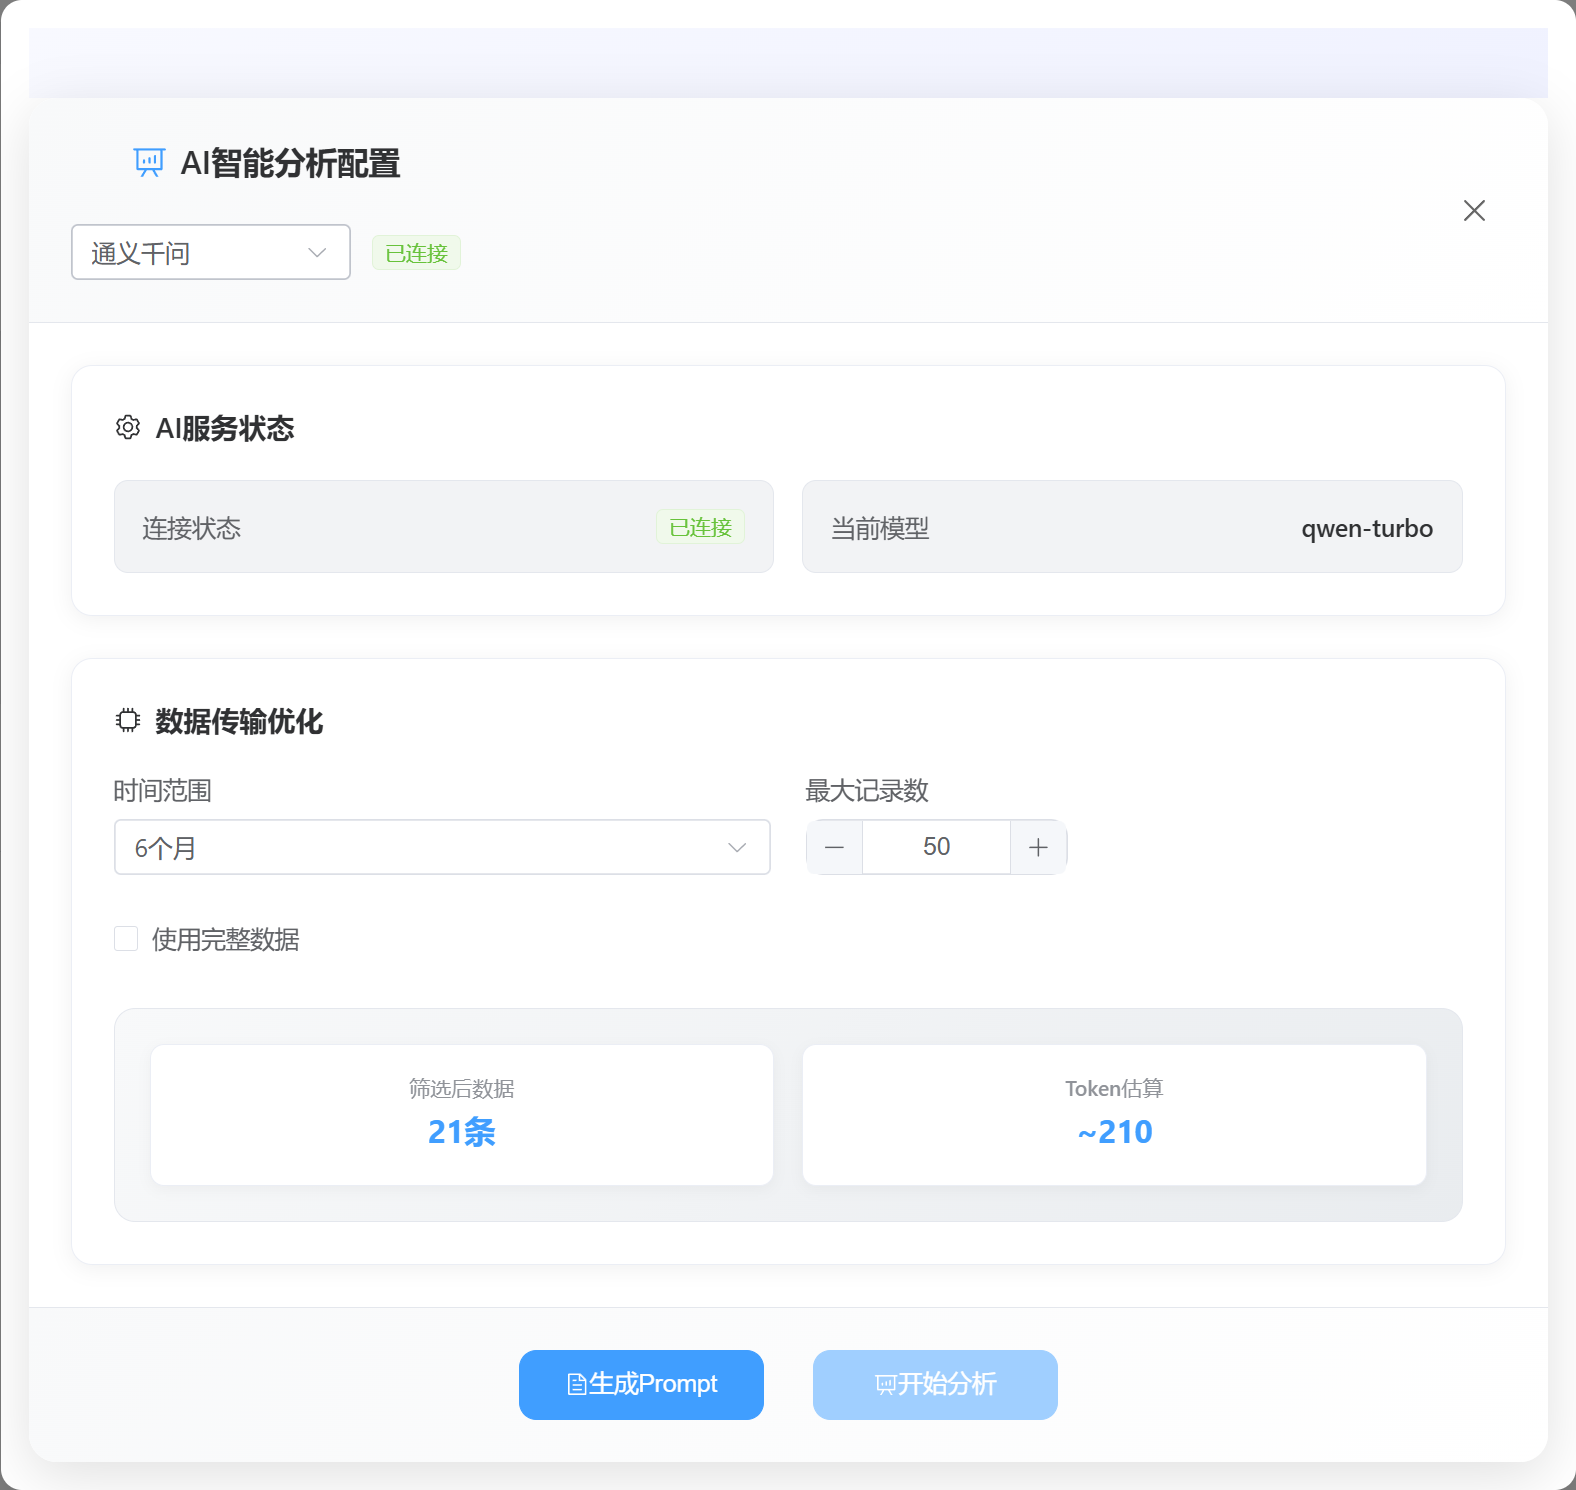 AI智能分析配置
通义千问
已连接
AI服务状态
连接状态
已连接
当前模型
qwen-turbo
数据传输优化
时间范围
最大记录数
6个月
50
使用完整数据
筛选后数据
21条
Token估算
~210
生成Prompt
开始分析